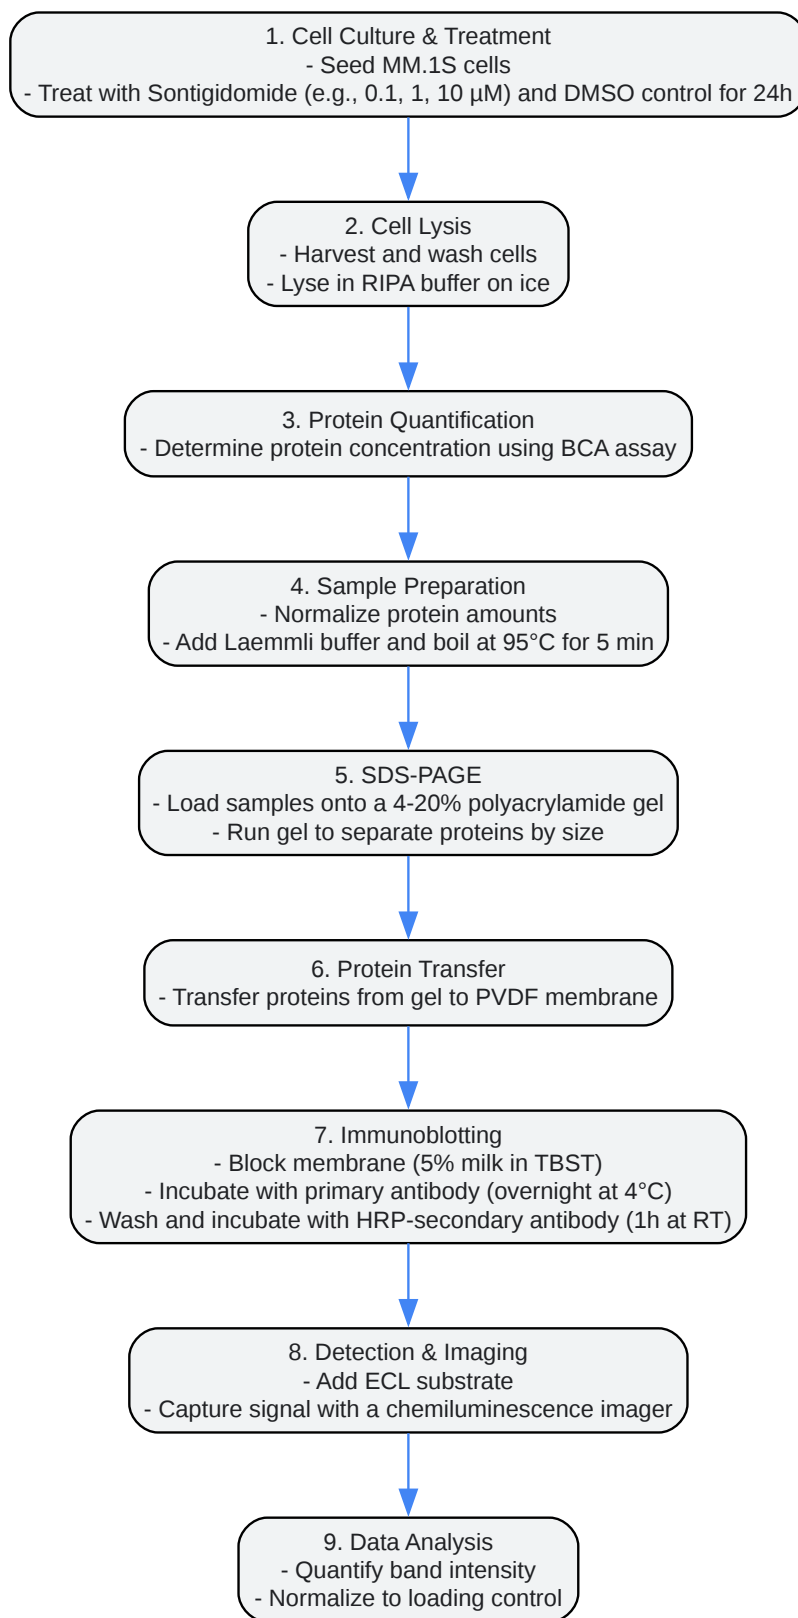 1. Cell Culture & Treatment
- Seed MM.1S cells
- Treat with Sontigidomide (e.g., 0.1, 1, 10 µM) and DMSO control for 24h
2. Cell Lysis
- Harvest and wash cells
- Lyse in RIPA buffer on ice
3. Protein Quantification
- Determine protein concentration using BCA assay
4. Sample Preparation
- Normalize protein amounts
- Add Laemmli buffer and boil at 95°C for 5 min
5. SDS-PAGE
- Load samples onto a 4-20% polyacrylamide gel
- Run gel to separate proteins by size
6. Protein Transfer
- Transfer proteins from gel to PVDF membrane
7. Immunoblotting
- Block membrane (5% milk in TBST)
- Incubate with primary antibody (overnight at 4°C)
- Wash and incubate with HRP-secondary antibody (1h at RT)
8. Detection & Imaging
- Add ECL substrate
- Capture signal with a chemiluminescence imager
9. Data Analysis
- Quantify band intensity
- Normalize to loading control